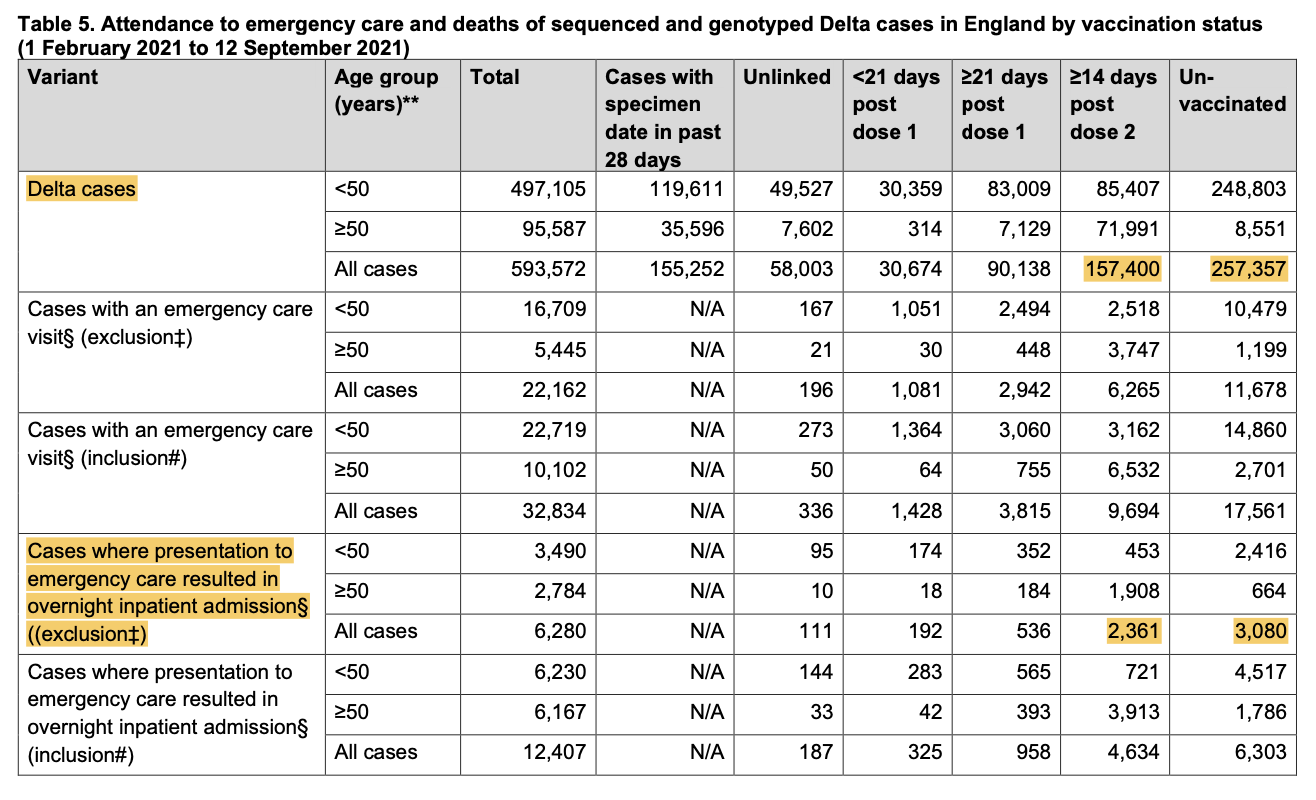 Table 5. Attendance to emergency care and deaths of sequenced and genotyped Delta cases in England by vaccination status
(1 February 2021 to 12 September 2021)
Variant Age group (years)** Total Cases with specimen date in past 28 days Unlinked <21 days post dose 1 ≥21 days post dose 1 ≥14 days post dose 2 Un-vaccinated
Delta cases <50 497,105 119,611 49,527 30,359 83,009 85,407 248,803
≥50 95,587 35,596 7,602 314 7,129 71,991 8,551
All cases 593,572 155,252 58,003 30,674 90,138 157,400 257,357
Cases with an emergency care visit§ (exclusion‡) <50 16,709 N/A 167 1,051 2,494 2,518 10,479
≥50 5,445 N/A 21 30 448 3,747 1,199
All cases 22,162 N/A 196 1,081 2,942 6,265 11,678
Cases with an emergency care visit§ (inclusion#) <50 22,719 N/A 273 1,364 3,060 3,162 14,860
≥50 10,102 N/A 50 64 755 6,532 2,701
All cases 32,834 N/A 336 1,428 3,815 9,694 17,561
Cases where presentation to emergency care resulted in overnight inpatient admission§ ((exclusion‡) <50 3,490 N/A 95 174 352 453 2,416
≥50 2,784 N/A 10 18 184 1,908 664
All cases 6,280 N/A 111 192 536 2,361 3,080
Cases where presentation to emergency care resulted in overnight inpatient admission§ (inclusion#) <50 6,230 N/A 144 283 565 721 4,517
≥50 6,167 N/A 33 42 393 3,913 1,786
All cases 12,407 N/A 187 325 958 4,634 6,303